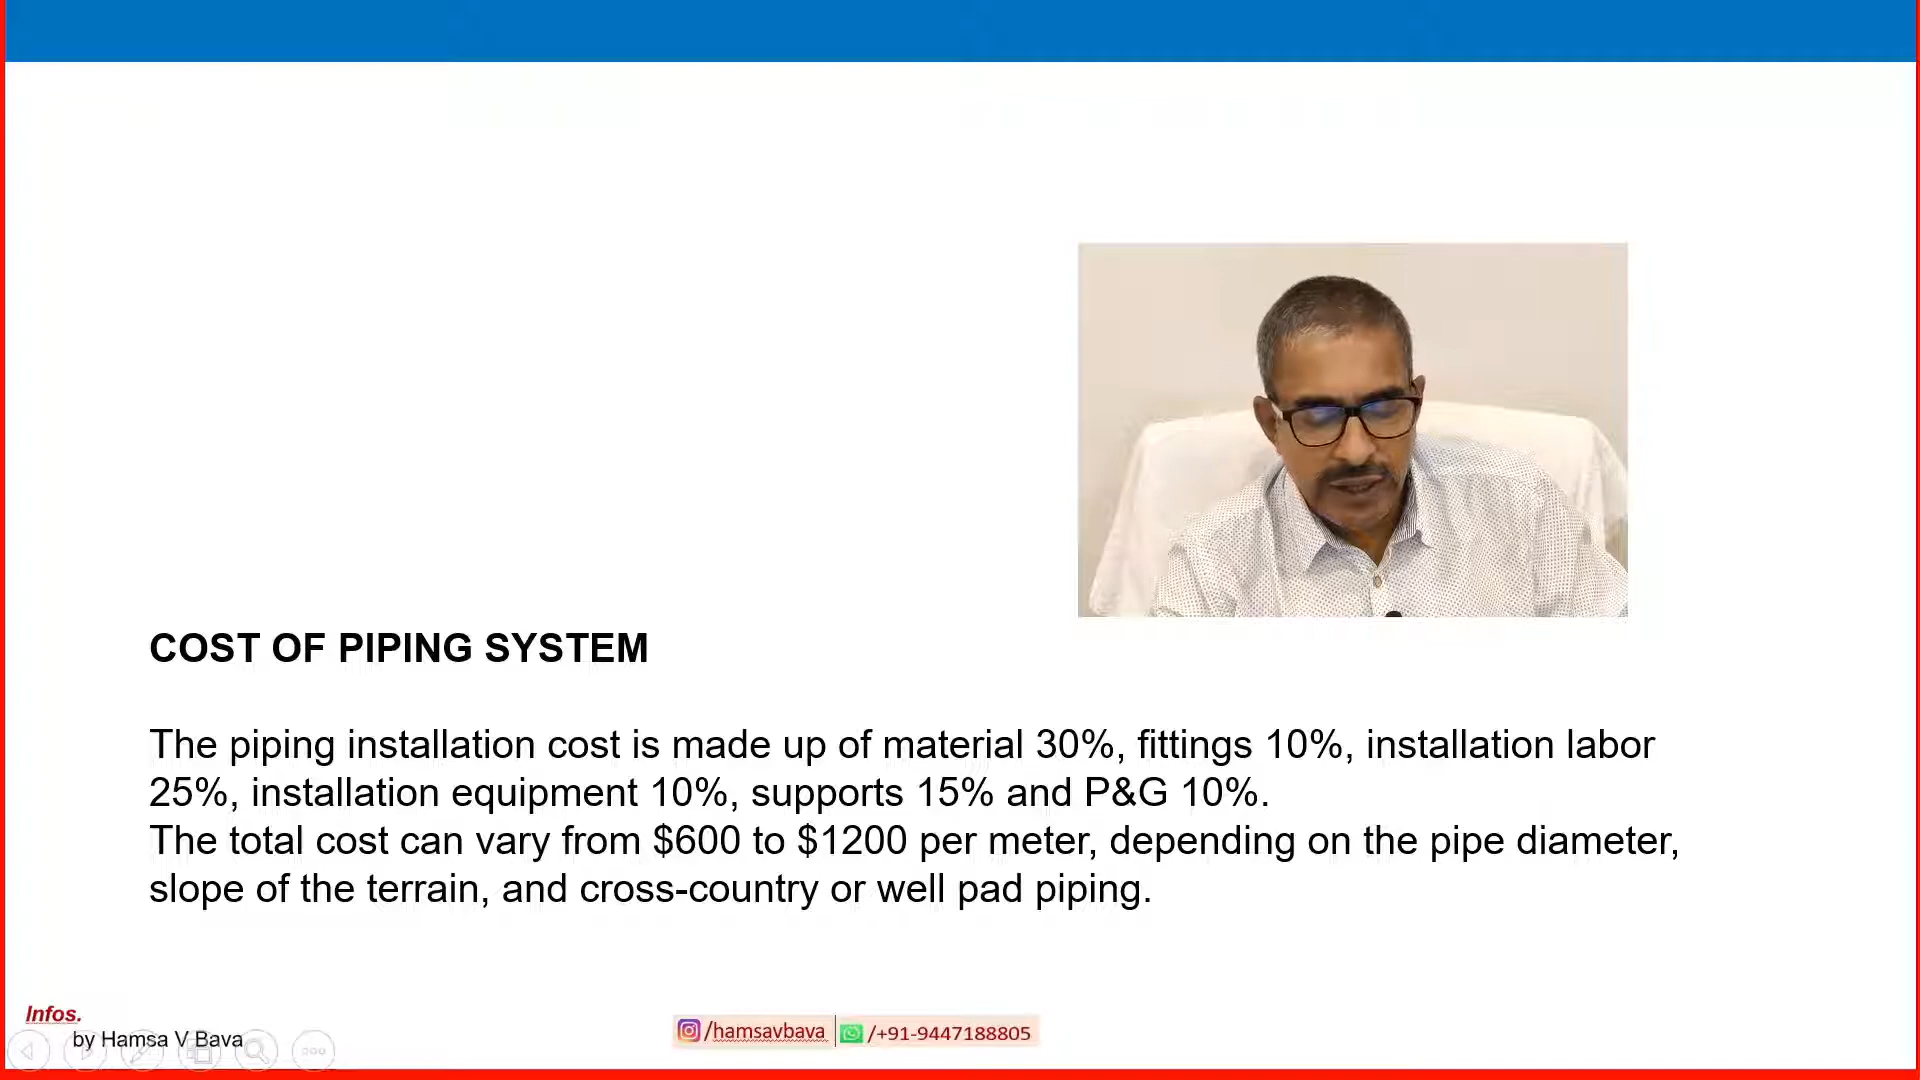 COST OF PIPING SYSTEM
The piping installation cost is made up of material 30%, fittings 10%, installation labor
25%, installation equipment 10%, supports 15% and P&G 10%.
The total cost can vary from $600 to $1200 per meter, depending on the pipe diameter,
slope of the terrain, and cross-country or well pad piping.
Infos.
by Hamsa V Bava
/hamsavbava /+91-9447188805